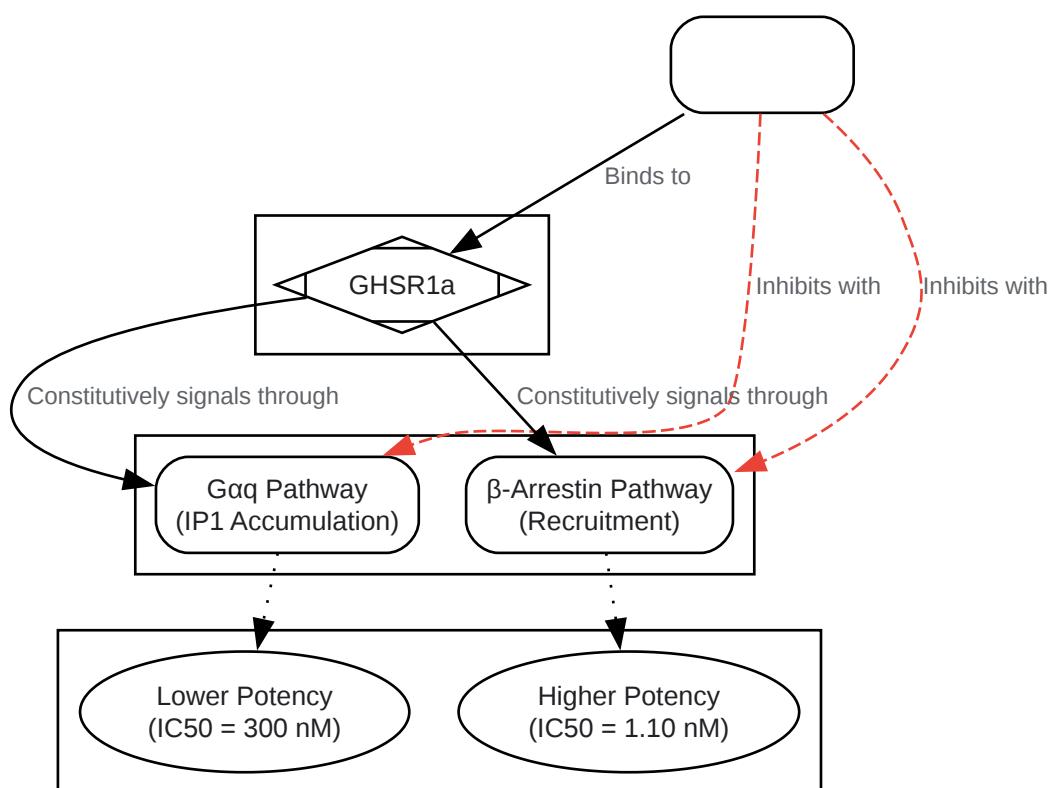 Binds to
GHSR1a
Inhibits with
Inhibits with
Constitutively signals through
Constitutively signals through
Gαq Pathway
(IP1 Accumulation)
β-Arrestin Pathway
(Recruitment)
Lower Potency
(IC50 = 300 nM)
Higher Potency
(IC50 = 1.10 nM)